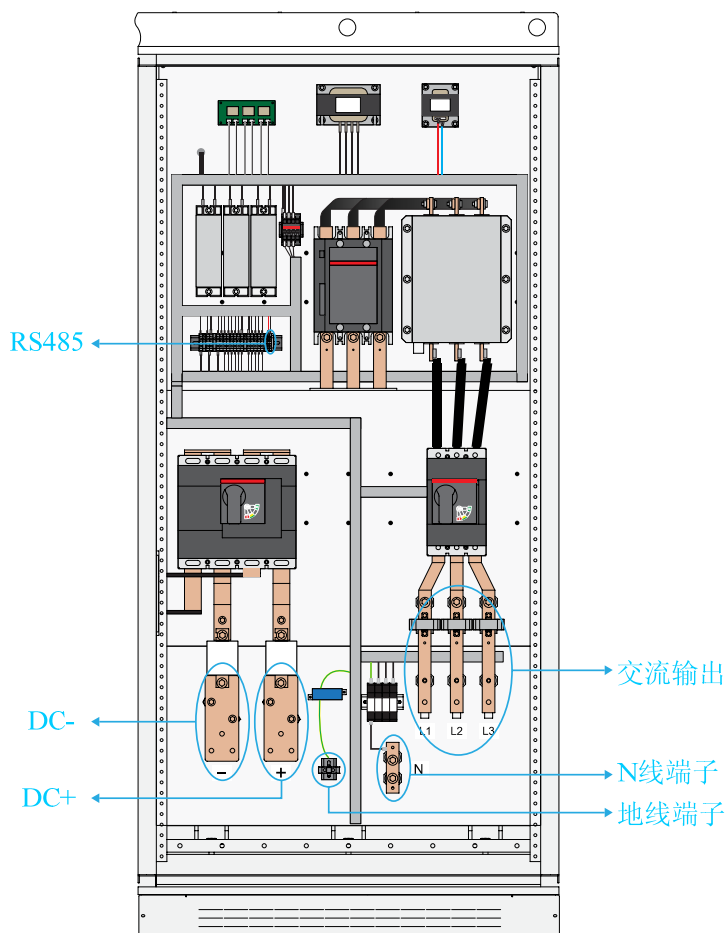 RS485
交流输出
DC-
L1 L2 L3
N
N线端子
−
+
DC+
地线端子